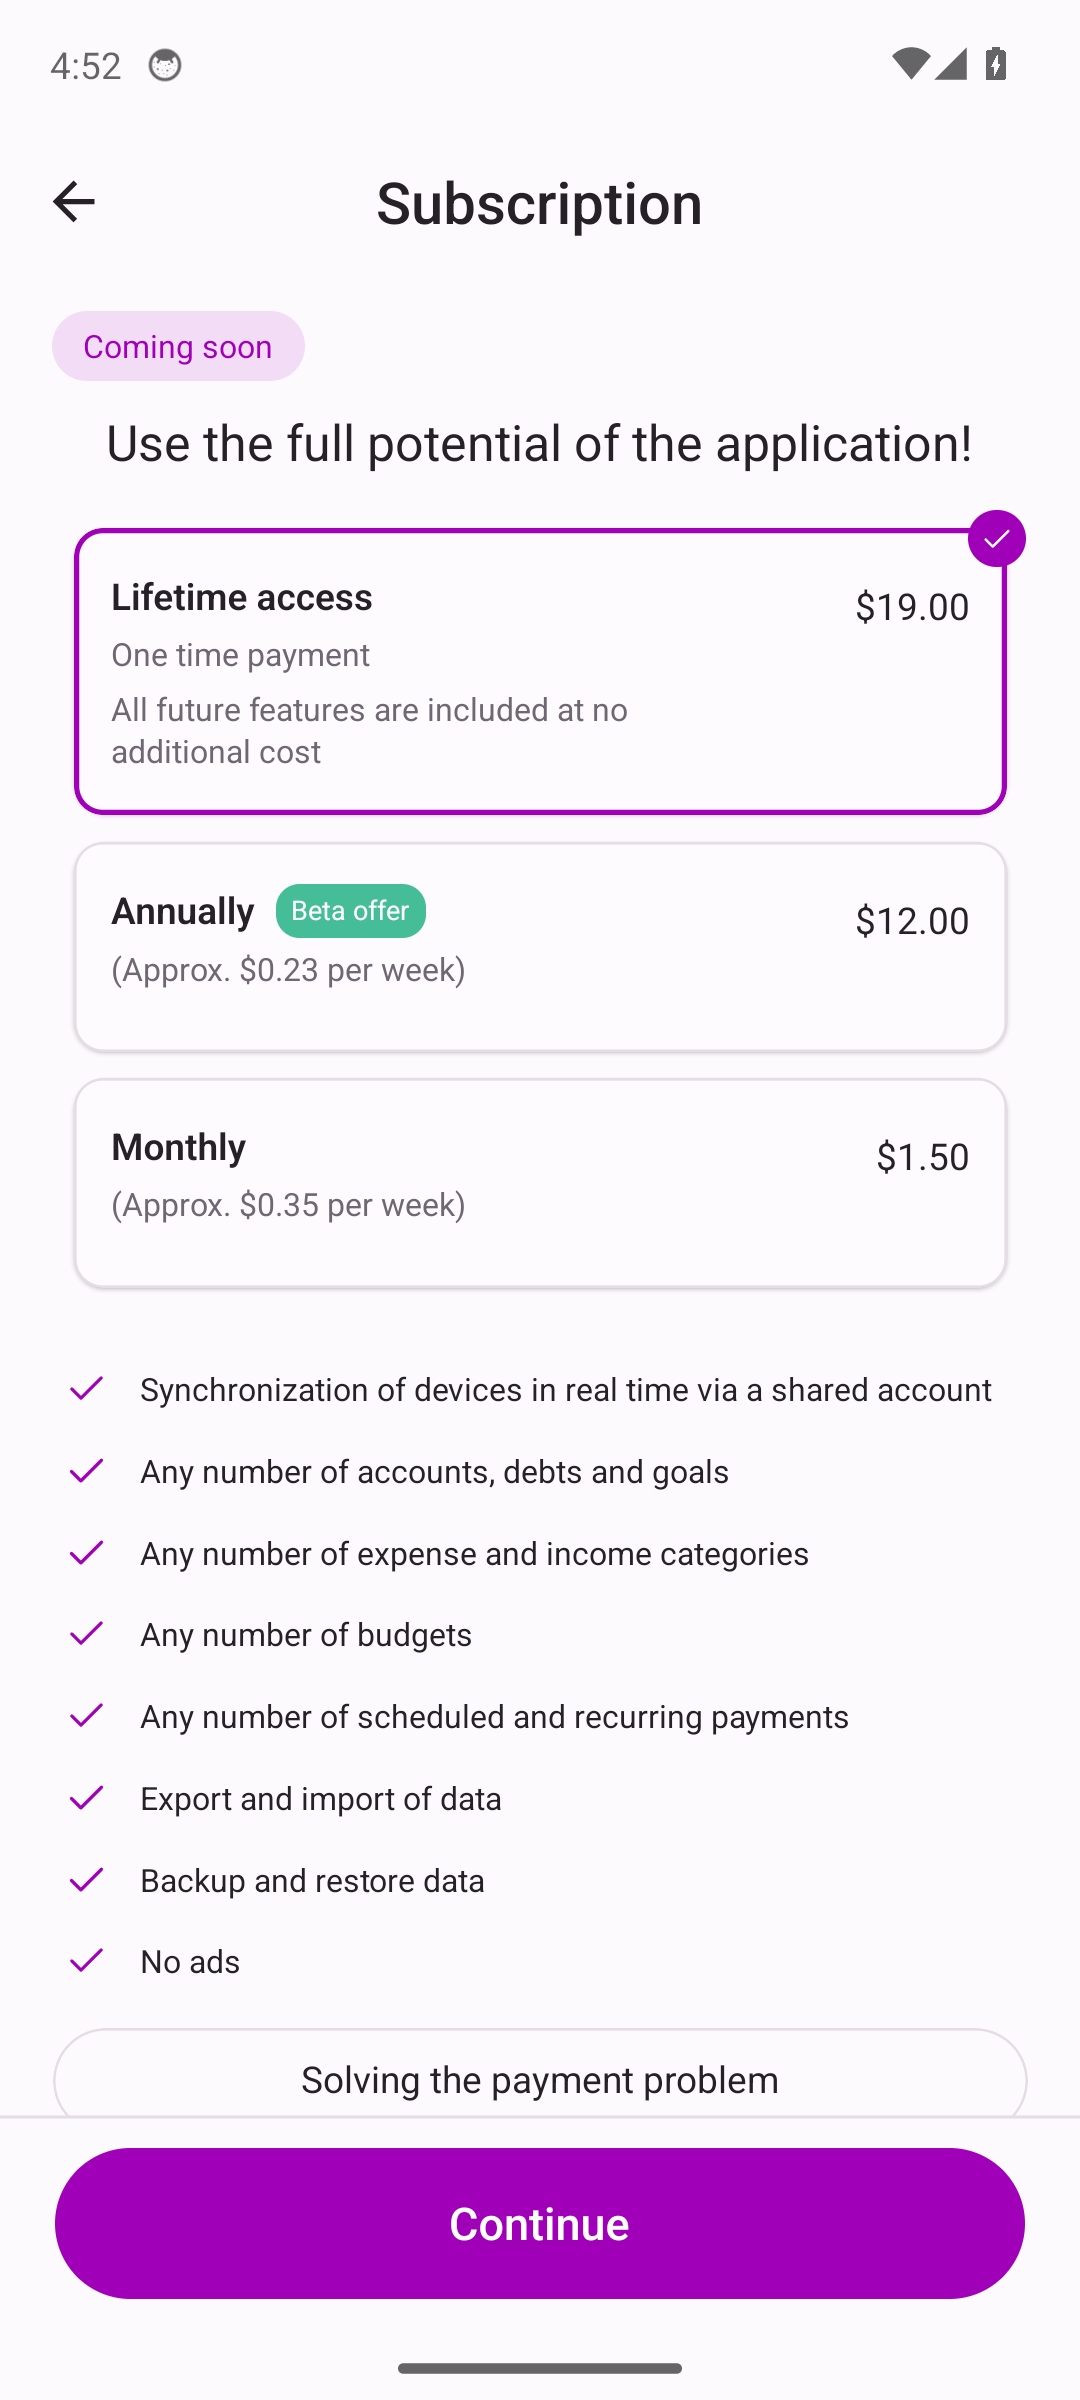 4:52
Subscription
Coming soon
Use the full potential of the application!
Lifetime access
$19.00
One time payment
All future features are included at no
additional cost
Annually
Beta offer
$12.00
(Approx. $0.23 per week)
Monthly
$1.50
(Approx. $0.35 per week)
Synchronization of devices in real time via a shared account
Any number of accounts, debts and goals
Any number of expense and income categories
Any number of budgets
Any number of scheduled and recurring payments
Export and import of data
Backup and restore data
No ads
Solving the payment problem
Continue